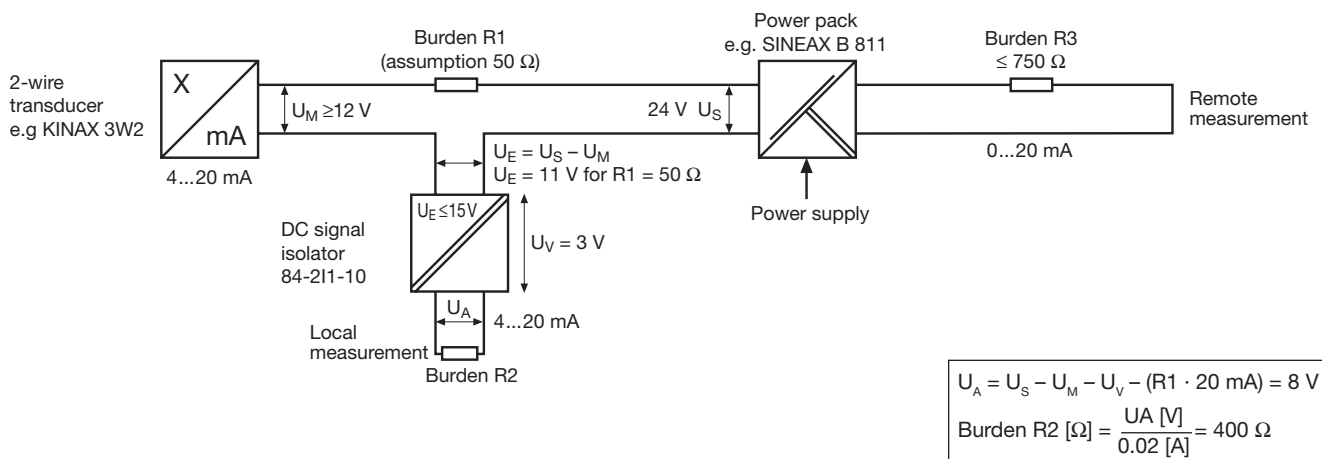 Power pack
e.g. SINEAX B 811
Burden R1
(assumption 50 Ω)
Burden R3
≤ 750 Ω
2-wire
transducer
e.g KINAX 3W2
X
mA
U_M ≥12 V
24 V U_S
Remote
measurement
4...20 mA
0...20 mA
U_E = U_S – U_M
U_E = 11 V for R1 = 50 Ω
Power supply
DC signal
isolator
84-2I1-10
U_E ≤15 V
U_V = 3 V
U_A
4...20 mA
Local
measurement
Burden R2
U_A = U_S – U_M – U_V – (R1 · 20 mA) = 8 V
Burden R2 [Ω] = UA [V] / 0.02 [A] = 400 Ω